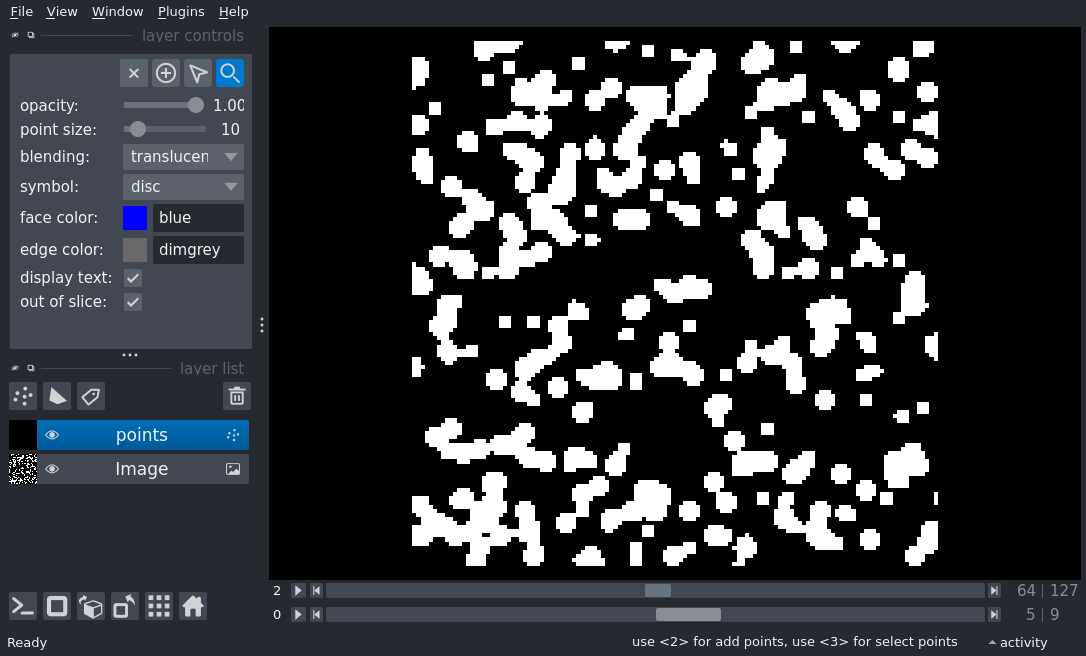 File View Window Plugins Help
layer controls
opacity: 1.00
point size: 10
blending: translucen
symbol: disc
face color: blue
edge color: dimgrey
display text:
out of slice:
layer list
points
Image
2 64 | 127
0 5 | 9
Ready use <2> for add points, use <3> for select points activity